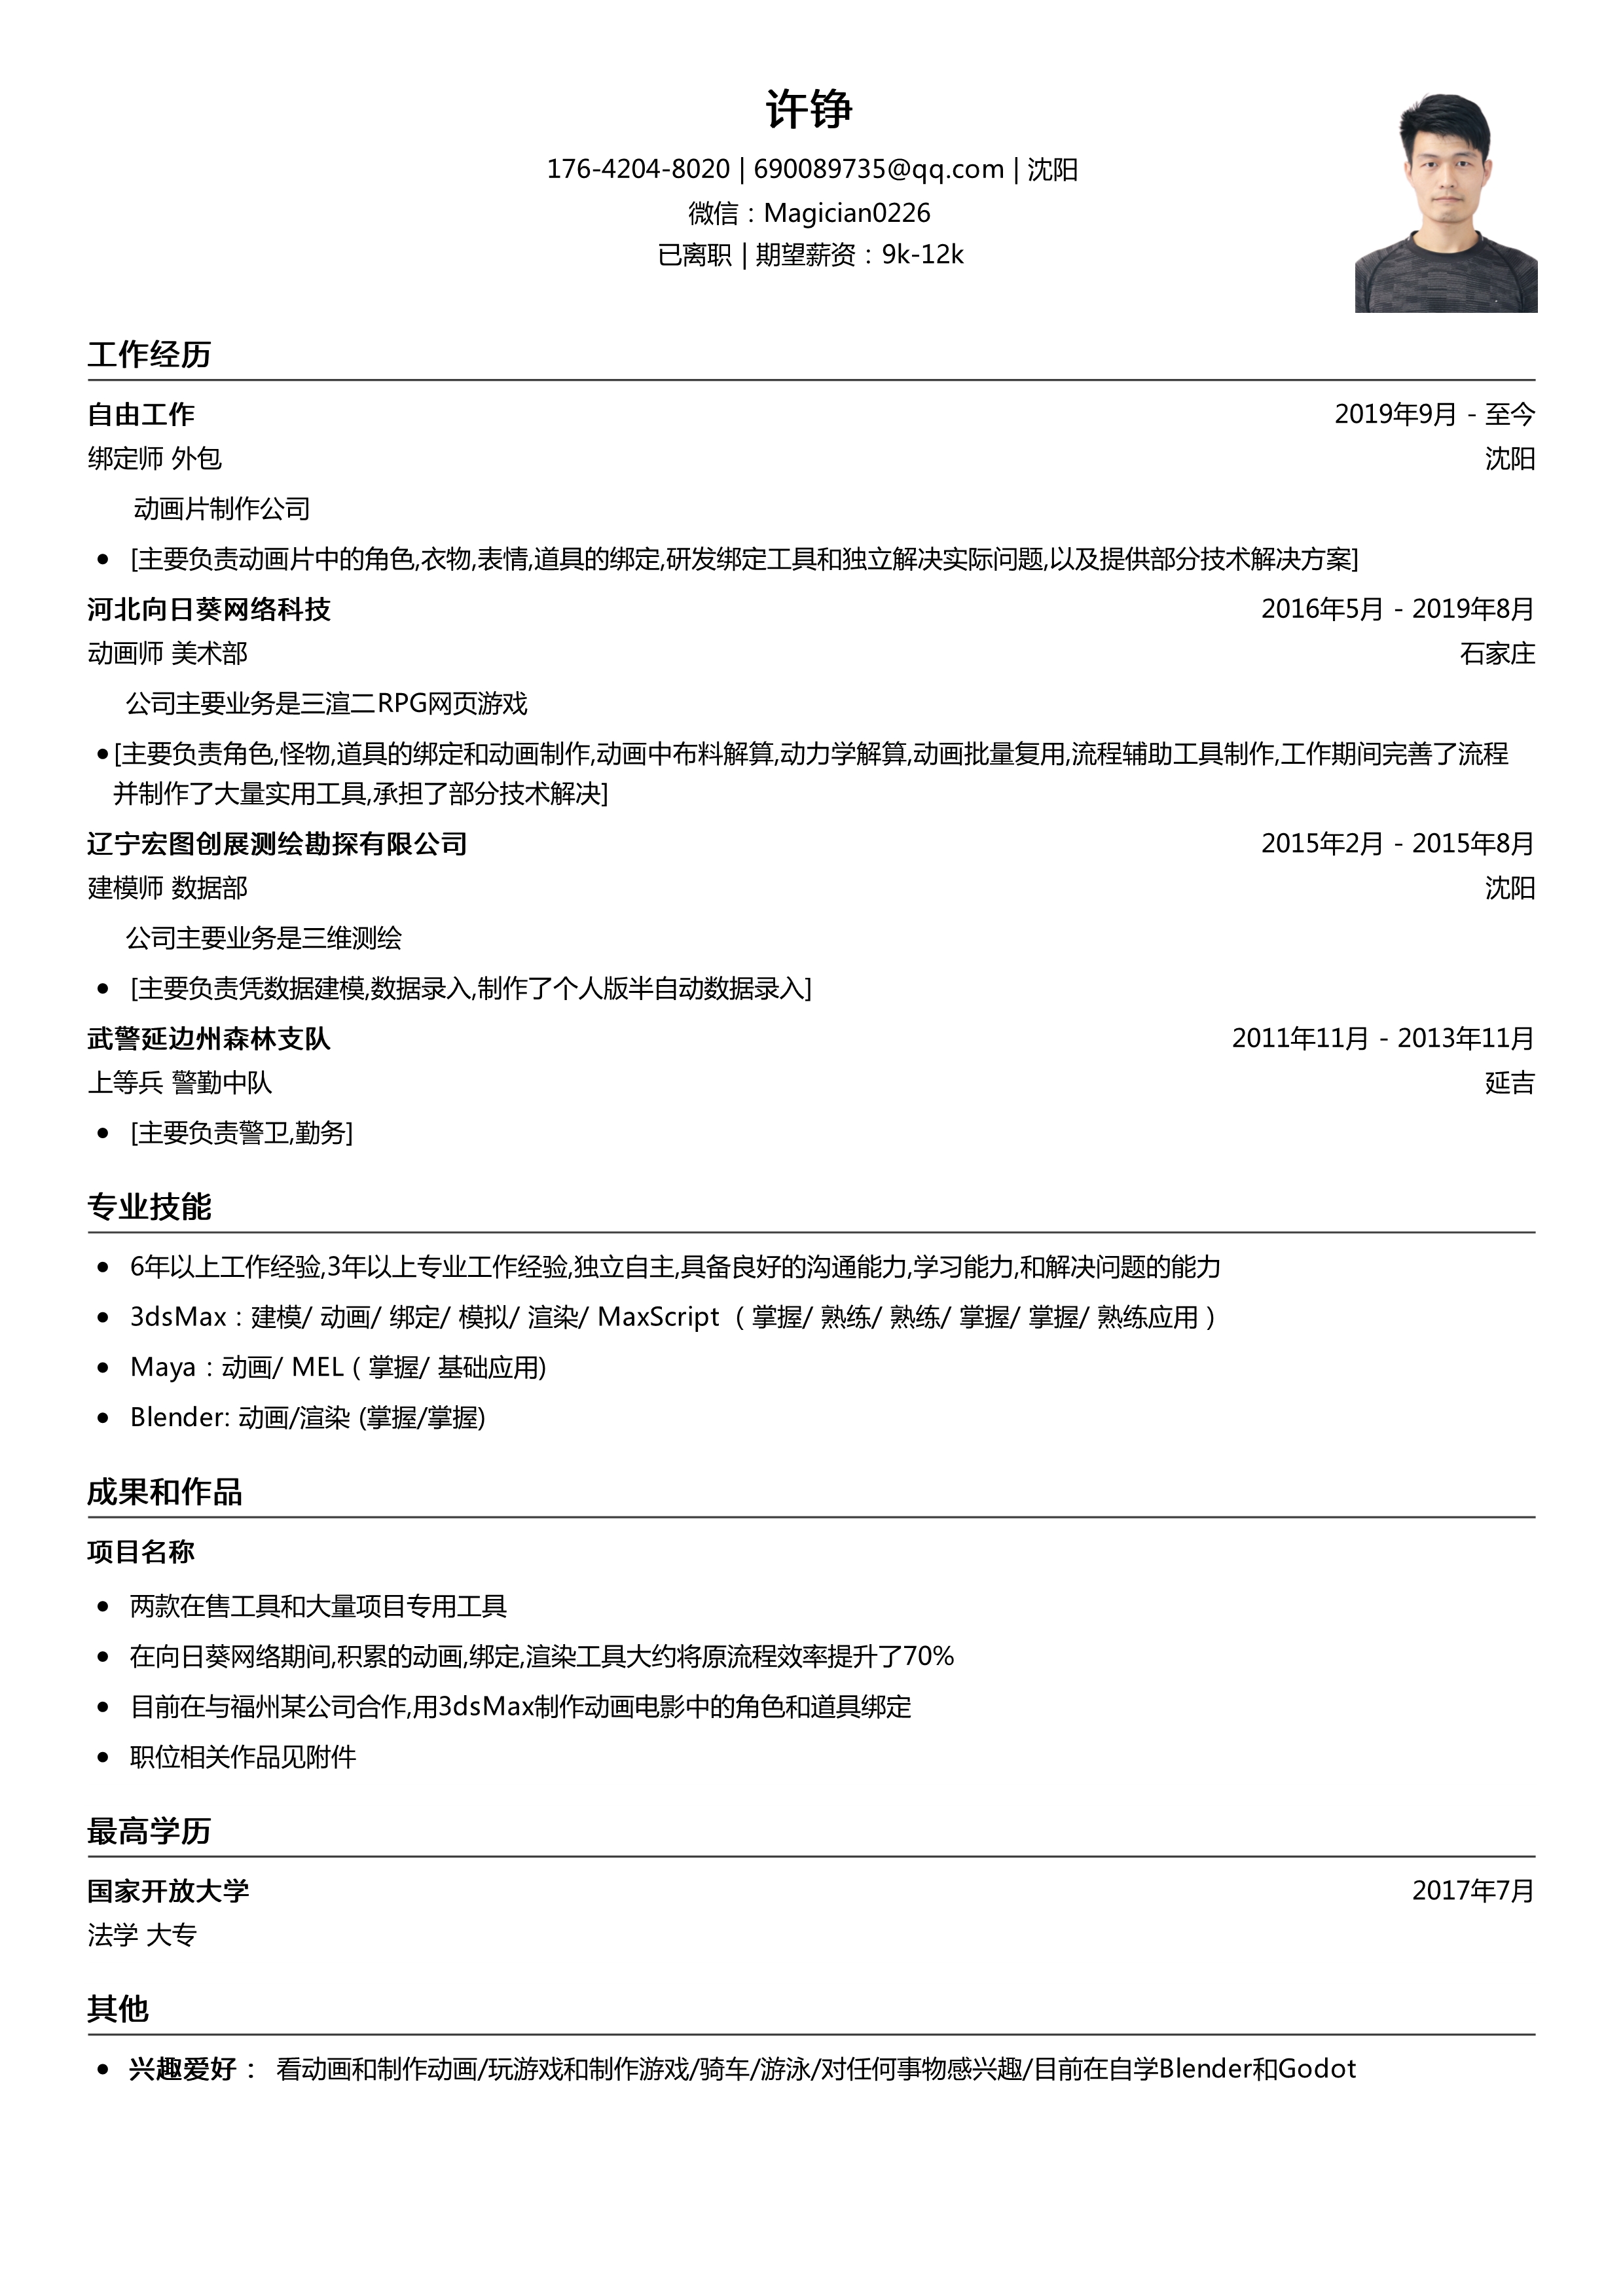 许铮
176-4204-8020 | 690089735@qq.com | 沈阳
微信：Magician0226
已离职 | 期望薪资：9k-12k
工作经历
自由工作 2019年9月 - 至今
绑定师 外包 沈阳
动画片制作公司
● [主要负责动画片中的角色,衣物,表情,道具的绑定,研发绑定工具和独立解决实际问题,以及提供部分技术解决方案]
河北向日葵网络科技 2016年5月 - 2019年8月
动画师 美术部 石家庄
公司主要业务是三渲二RPG网页游戏
● [主要负责角色,怪物,道具的绑定和动画制作,动画中布料解算,动力学解算,动画批量复用,流程辅助工具制作,工作期间完善了流程
并制作了大量实用工具,承担了部分技术解决]
辽宁宏图创展测绘勘探有限公司 2015年2月 - 2015年8月
建模师 数据部 沈阳
公司主要业务是三维测绘
● [主要负责凭数据建模,数据录入,制作了个人版半自动数据录入]
武警延边州森林支队 2011年11月 - 2013年11月
上等兵 警勤中队 延吉
● [主要负责警卫,勤务]
专业技能
● 6年以上工作经验,3年以上专业工作经验,独立自主,具备良好的沟通能力,学习能力,和解决问题的能力
● 3dsMax：建模/ 动画/ 绑定/ 模拟/ 渲染/ MaxScript （ 掌握/ 熟练/ 熟练/ 掌握/ 掌握/ 熟练应用 ）
● Maya：动画/ MEL ( 掌握/ 基础应用)
● Blender: 动画/渲染 (掌握/掌握)
成果和作品
项目名称
● 两款在售工具和大量项目专用工具
● 在向日葵网络期间,积累的动画,绑定,渲染工具大约将原流程效率提升了70%
● 目前在与福州某公司合作,用3dsMax制作动画电影中的角色和道具绑定
● 职位相关作品见附件
最高学历
国家开放大学 2017年7月
法学 大专
其他
● 兴趣爱好： 看动画和制作动画/玩游戏和制作游戏/骑车/游泳/对任何事物感兴趣/目前在自学Blender和Godot